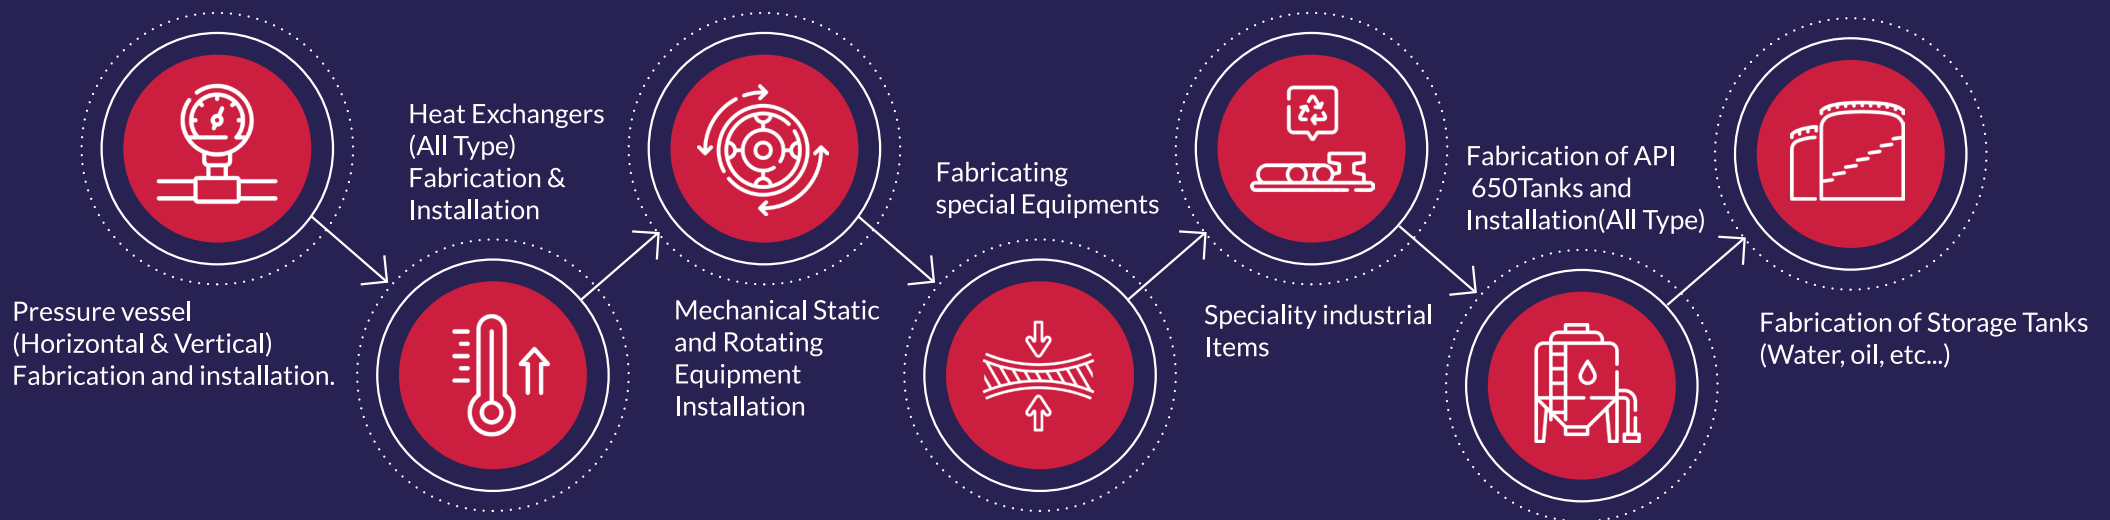 Pressure vessel
(Horizontal & Vertical)
Fabrication and installation.
Heat Exchangers
(All Type)
Fabrication &
Installation
Mechanical Static
and Rotating
Equipment
Installation
Fabricating
special Equipments
Speciality industrial
Items
Fabrication of API
650Tanks and
Installation(All Type)
Fabrication of Storage Tanks
(Water, oil, etc...)